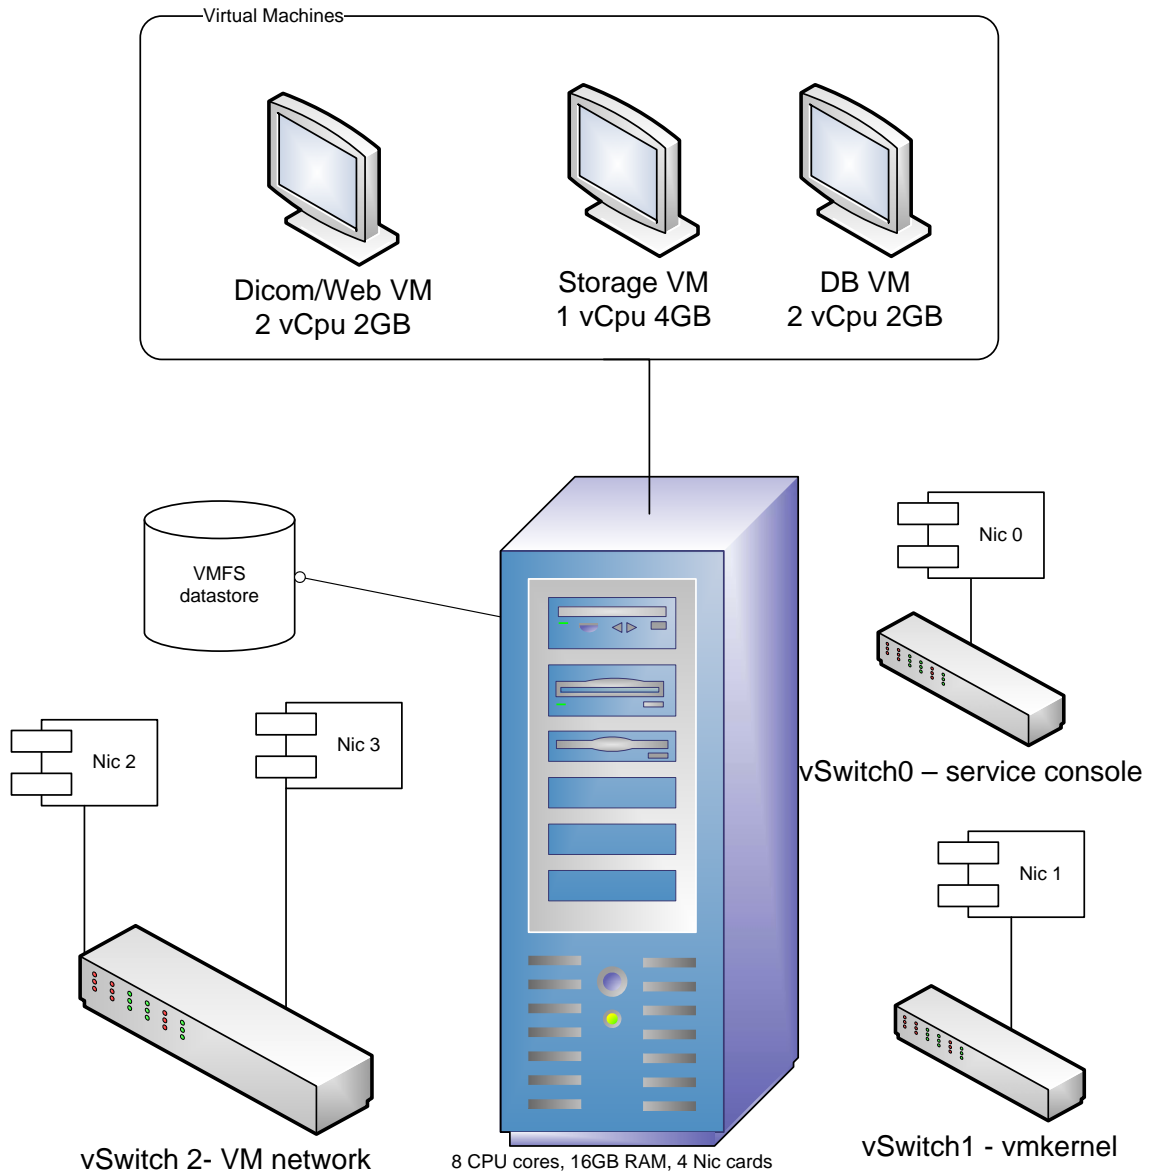 Virtual Machines
Dicom/Web VM
2 vCpu 2GB
Storage VM
1 vCpu 4GB
DB VM
2 vCpu 2GB
VMFS
datastore
Nic 0
vSwitch0 – service console
Nic 2
Nic 3
Nic 1
vSwitch 2- VM network
8 CPU cores, 16GB RAM, 4 Nic cards
vSwitch1 - vmkernel